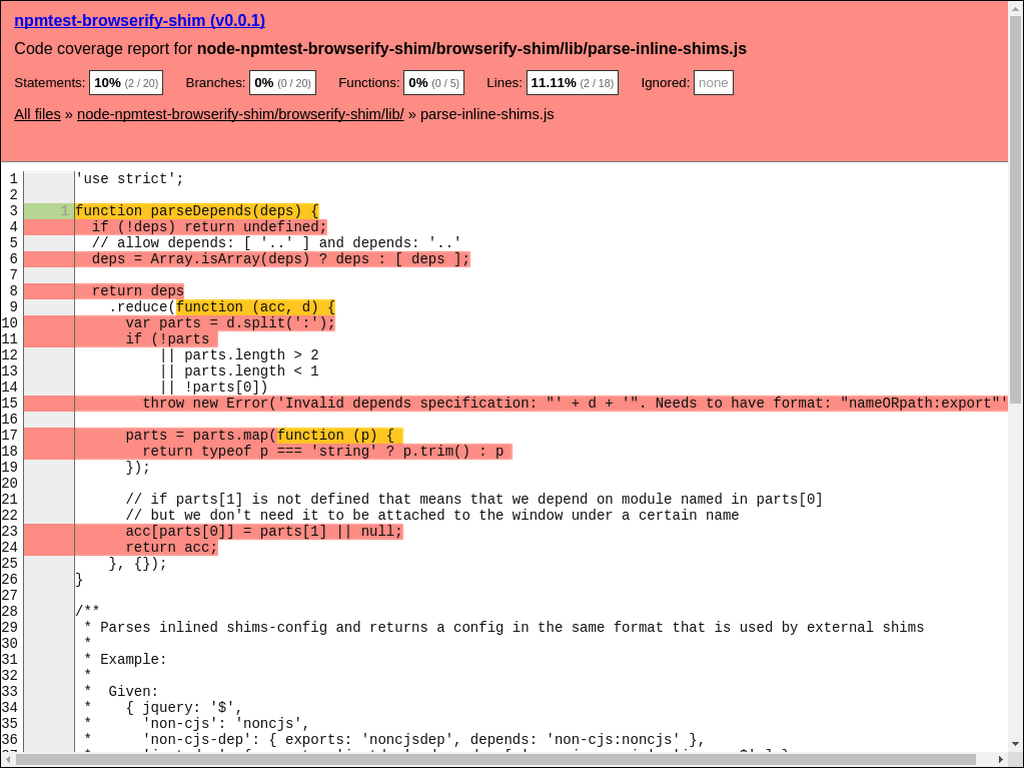 npmtest-browserify-shim (v0.0.1)
Code coverage report for node-npmtest-browserify-shim/browserify-shim/lib/parse-inline-shims.js
Statements: 10% (2 / 20) Branches: 0% (0 / 20) Functions: 0% (0 / 5) Lines: 11.11% (2 / 18) Ignored: none
All files » node-npmtest-browserify-shim/browserify-shim/lib/ » parse-inline-shims.js
1 'use strict';
2
3 1 function parseDepends(deps) {
4 if (!deps) return undefined;
5 // allow depends: [ '..' ] and depends: '..'
6 deps = Array.isArray(deps) ? deps : [ deps ];
7
8 return deps
9 .reduce(function (acc, d) {
10 var parts = d.split(':');
11 if (!parts
12 || parts.length > 2
13 || parts.length < 1
14 || !parts[0])
15 throw new Error('Invalid depends specification: "' + d + '". Needs to have format: "nameORpath:export"'
16
17 parts = parts.map(function (p) {
18 return typeof p === 'string' ? p.trim() : p
19 });
20
21 // if parts[1] is not defined that means that we depend on module named in parts[0]
22 // but we don't need it to be attached to the window under a certain name
23 acc[parts[0]] = parts[1] || null;
24 return acc;
25 }, {});
26 }
27
28 /**
29 * Parses inlined shims-config and returns a config in the same format that is used by external shims
30 *
31 * Example:
32 *
33 * Given:
34 * { jquery: '$',
35 * 'non-cjs': 'noncjs',
36 * 'non-cjs-dep': { exports: 'noncjsdep', depends: 'non-cjs:noncjs' },